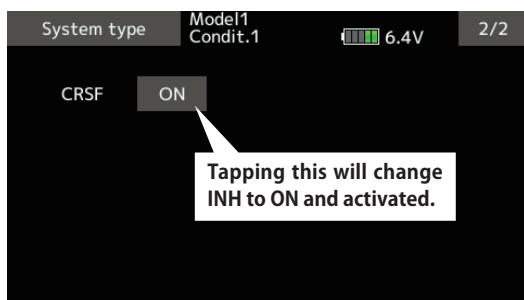 System type
Model1
Condit.1
6.4V
2/2
CRSF ON
Tapping this will change
INH to ON and activated.